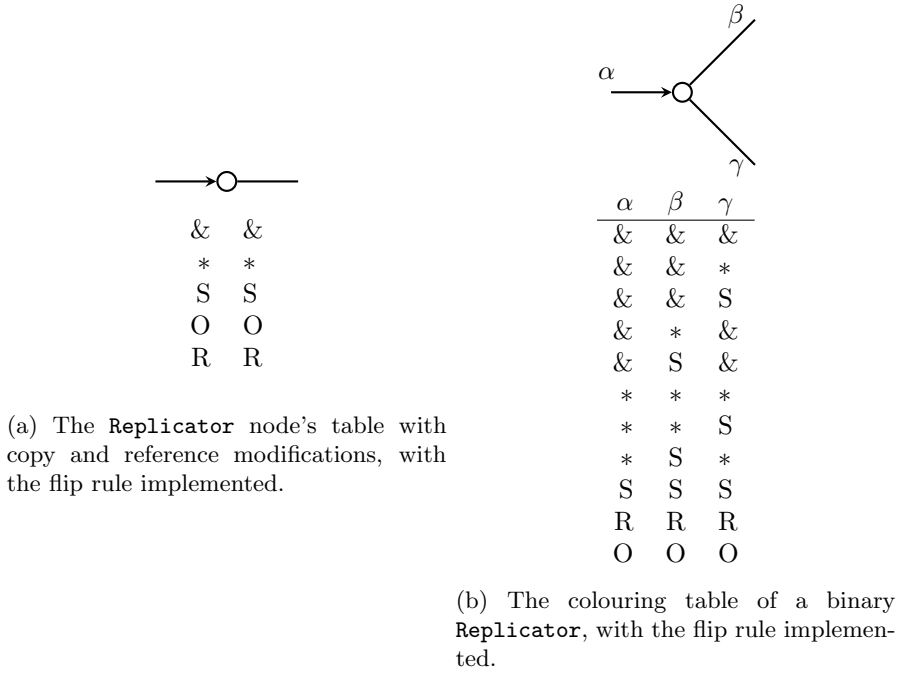 & &
* *
S S
O O
R R
(a) The Replicator node's table with
copy and reference modifications, with
the flip rule implemented.
β
α
γ
α β γ
& & &
& & *
& & S
& * &
& S &
* * *
* * S
* S *
S S S
R R R
O O O
(b) The colouring table of a binary
Replicator, with the flip rule implemen-
ted.